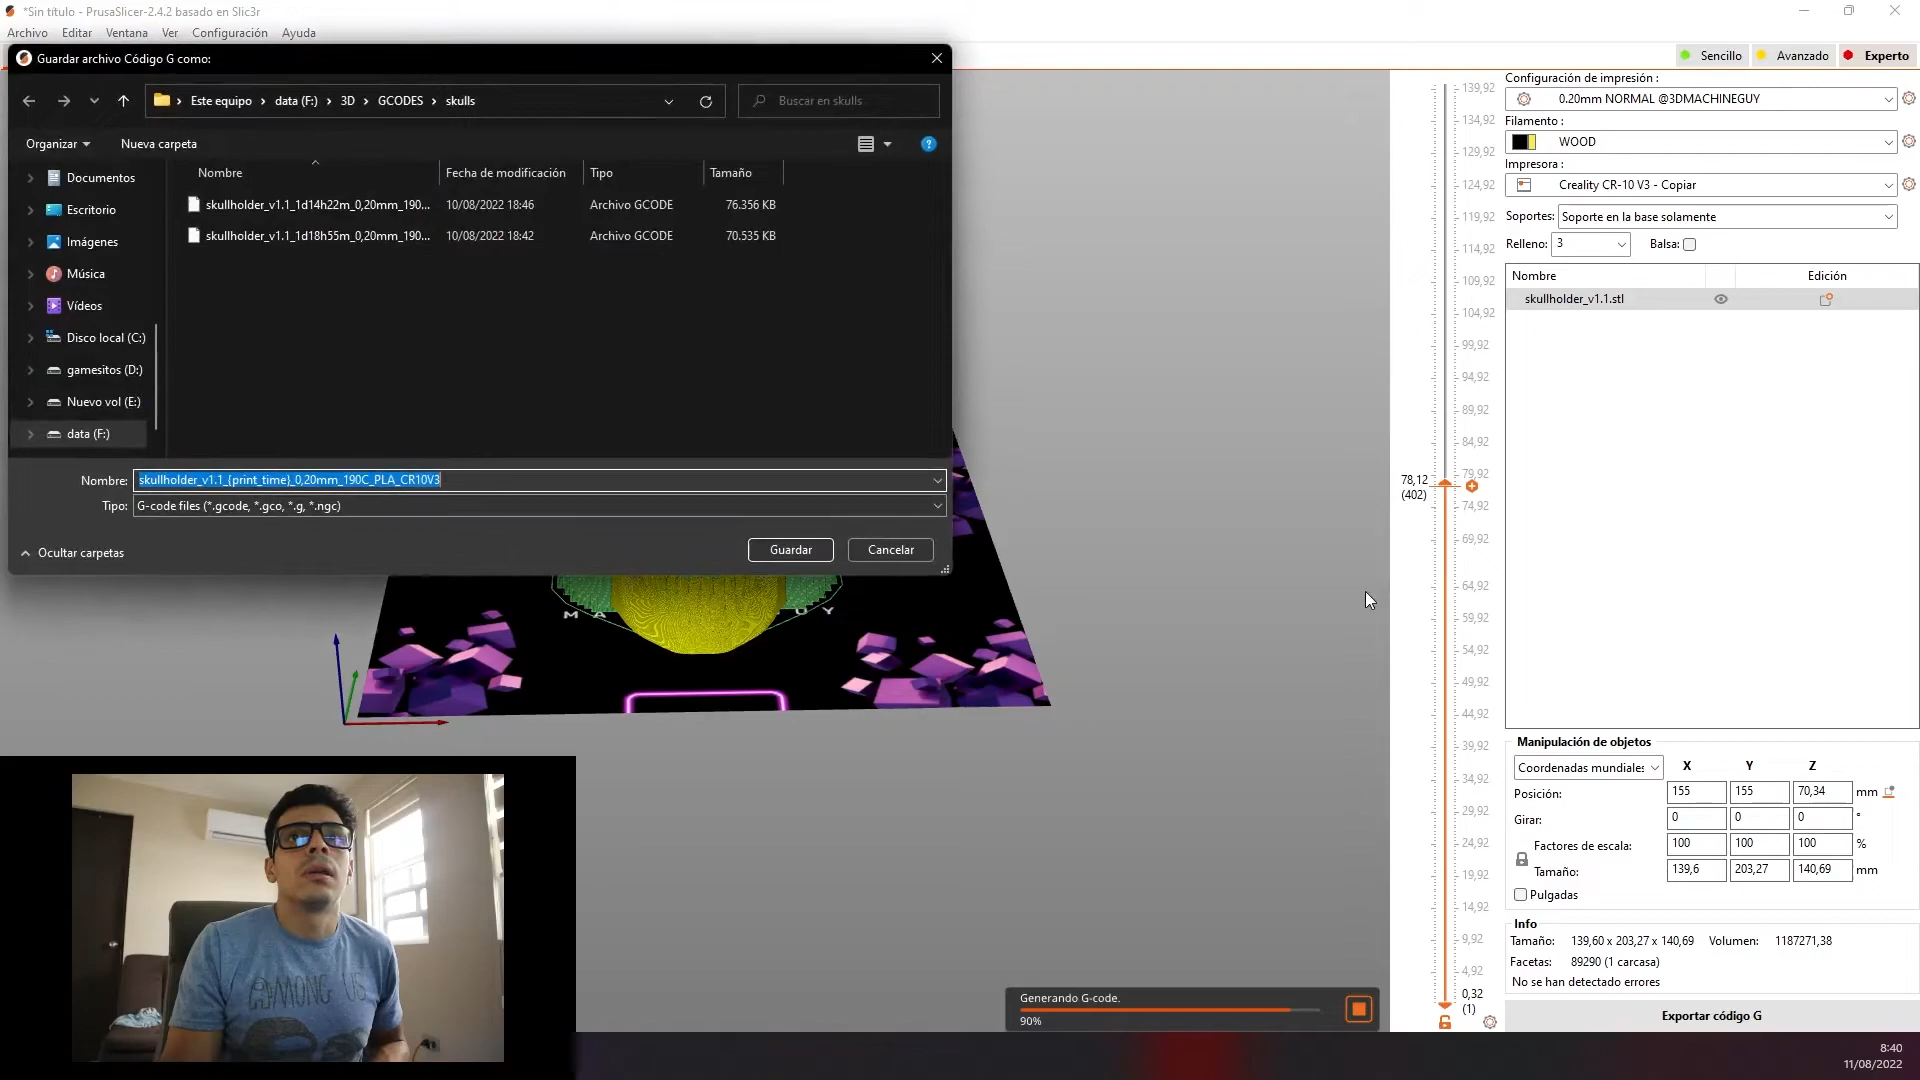 *Sin título - PrusaSlicer-2.4.2 basado en Slic3r
Archivo Editar Ventana Ver Configuración Ayuda
Guardar archivo Código G como:
Sencillo Avanzado Experto
Este equipo > data (F:) > 3D > GCODES > skulls
Buscar en skulls
Organizar Nueva carpeta
Nombre Fecha de modificación Tipo Tamaño
skullholder_v1.1_1d14h22m_0,20mm_190... 10/08/2022 18:46 Archivo GCODE 76.356 KB
skullholder_v1.1_1d18h55m_0,20mm_190... 10/08/2022 18:42 Archivo GCODE 70.535 KB
Documentos
Escritorio
Imágenes
Música
Vídeos
Disco local (C:)
gamesitos (D:)
Nuevo vol (E:)
data (F:)
Nombre: skullholder_v1.1_{print_time}_0,20mm_190C_PLA_CR10V3
Tipo: G-code files (*.gcode, *.gco, *.g, *.ngc)
Ocultar carpetas
Guardar Cancelar
M A
U Y
AMONG US
139,92
134,92
129,92
124,92
119,92
114,92
109,92
104,92
99,92
94,92
89,92
84,92
79,92
78,12
(402)
74,92
69,92
64,92
59,92
54,92
49,92
44,92
39,92
34,92
29,92
24,92
19,92
14,92
9,92
4,92
0,32
(1)
Generando G-code.
90%
Configuración de impresión :
0.20mm NORMAL @3DMACHINEGUY
Filamento :
WOOD
Impresora :
Creality CR-10 V3 - Copiar
Soportes: Soporte en la base solamente
Relleno: 3 Balsa:
Nombre Edición
skullholder_v1.1.stl
Manipulación de objetos
Coordenadas mundiales X Y Z
Posición: 155 155 70,34 mm
Girar: 0 0 0 °
Factores de escala: 100 100 100 %
Tamaño: 139,6 203,27 140,69 mm
Pulgadas
Info
Tamaño: 139,60 x 203,27 x 140,69 Volumen: 1187271,38
Facetas: 89290 (1 carcasa)
No se han detectado errores
Exportar código G
8:40
11/08/2022